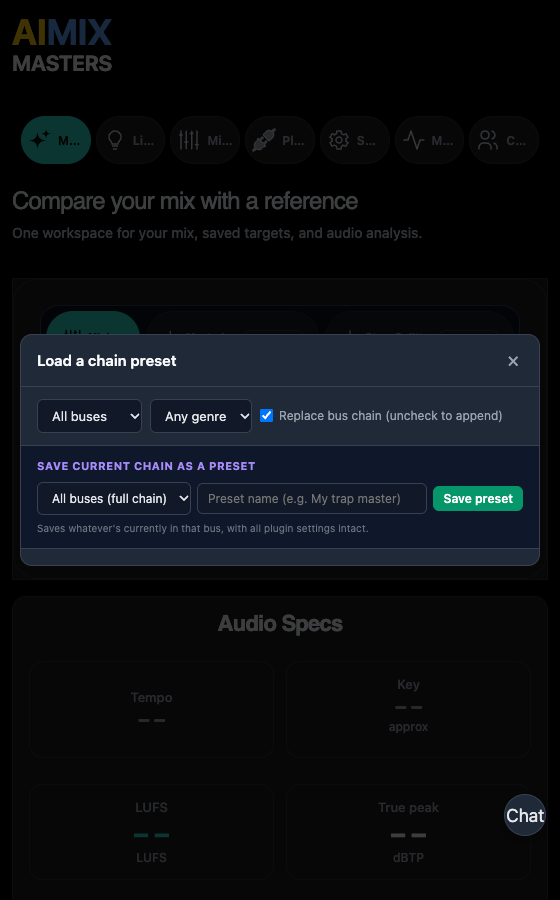 AIMIX
MASTERS
M...
Li...
Mi...
Pl...
S...
M...
C...
Compare your mix with a reference
One workspace for your mix, saved targets, and audio analysis.
Load a chain preset
×
All buses
Any genre
Replace bus chain (uncheck to append)
SAVE CURRENT CHAIN AS A PRESET
All buses (full chain)
Preset name (e.g. My trap master)
Save preset
Saves whatever's currently in that bus, with all plugin settings intact.
Audio Specs
Tempo
--
Key
--
approx
LUFS
--
LUFS
True peak
--
dBTP
Chat